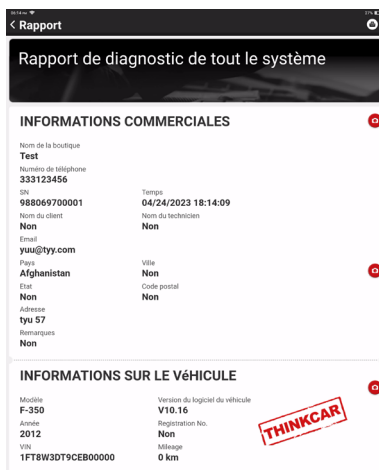 < Rapport
Rapport de diagnostic de tout le système
INFORMATIONS COMMERCIALES
Nom de la boutique
Test
Numéro de téléphone
333123456
SN Temps
988069700001 04/24/2023 18:14:09
Nom du client Nom du technicien
Non Non
Email
yuu@tyy.com
Pays Ville
Afghanistan Non
Etat Code postal
Non Non
Adresse
tyu 57
Remarques
Non
INFORMATIONS SUR LE VéHICULE
Modèle Version du logiciel du véhicule
F-350 V10.16
Année Registration No.
2012 Non
VIN Mileage
1FT8W3DT9CEB00000 0 km
THINKCAR